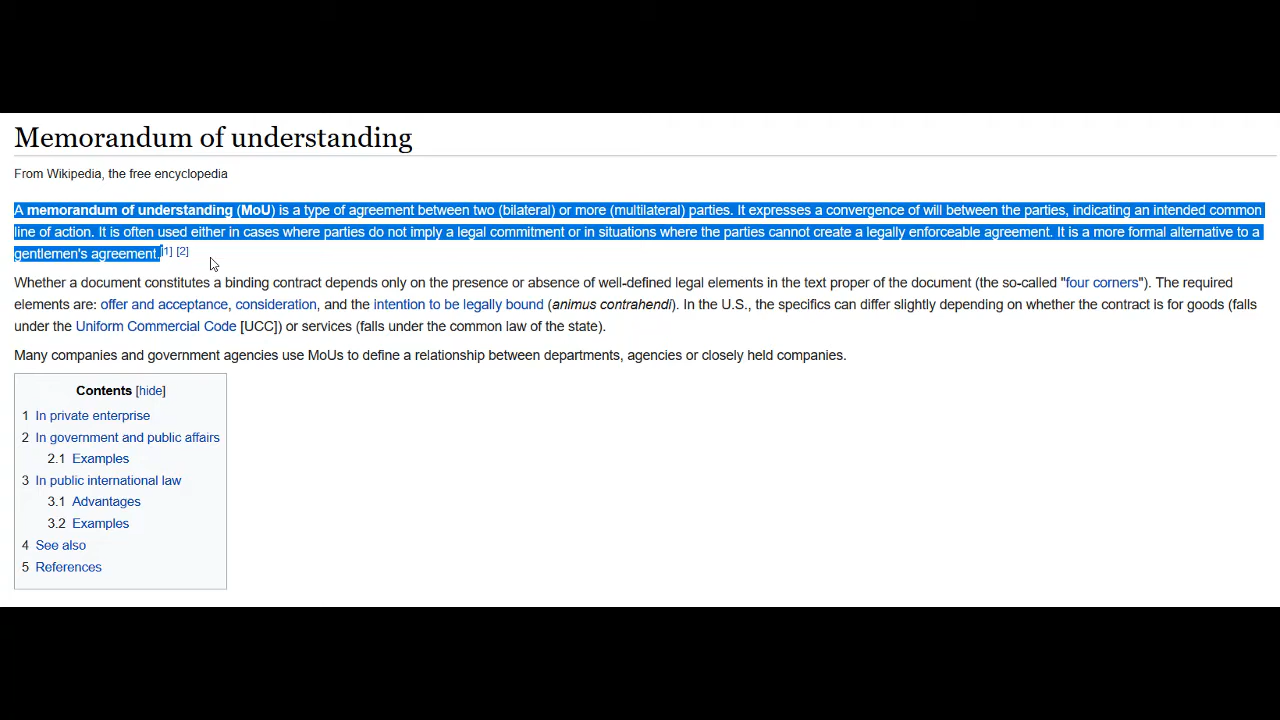 Memorandum of understanding
From Wikipedia, the free encyclopedia
A memorandum of understanding (MoU) is a type of agreement between two (bilateral) or more (multilateral) parties. It expresses a convergence of will between the parties, indicating an intended common
line of action. It is often used either in cases where parties do not imply a legal commitment or in situations where the parties cannot create a legally enforceable agreement. It is a more formal alternative to a
gentlemen's agreement.[1] [2]
Whether a document constitutes a binding contract depends only on the presence or absence of well-defined legal elements in the text proper of the document (the so-called "four corners"). The required
elements are: offer and acceptance, consideration, and the intention to be legally bound (animus contrahendi). In the U.S., the specifics can differ slightly depending on whether the contract is for goods (falls
under the Uniform Commercial Code [UCC]) or services (falls under the common law of the state).
Many companies and government agencies use MoUs to define a relationship between departments, agencies or closely held companies.
Contents [hide]
1 In private enterprise
2 In government and public affairs
2.1 Examples
3 In public international law
3.1 Advantages
3.2 Examples
4 See also
5 References